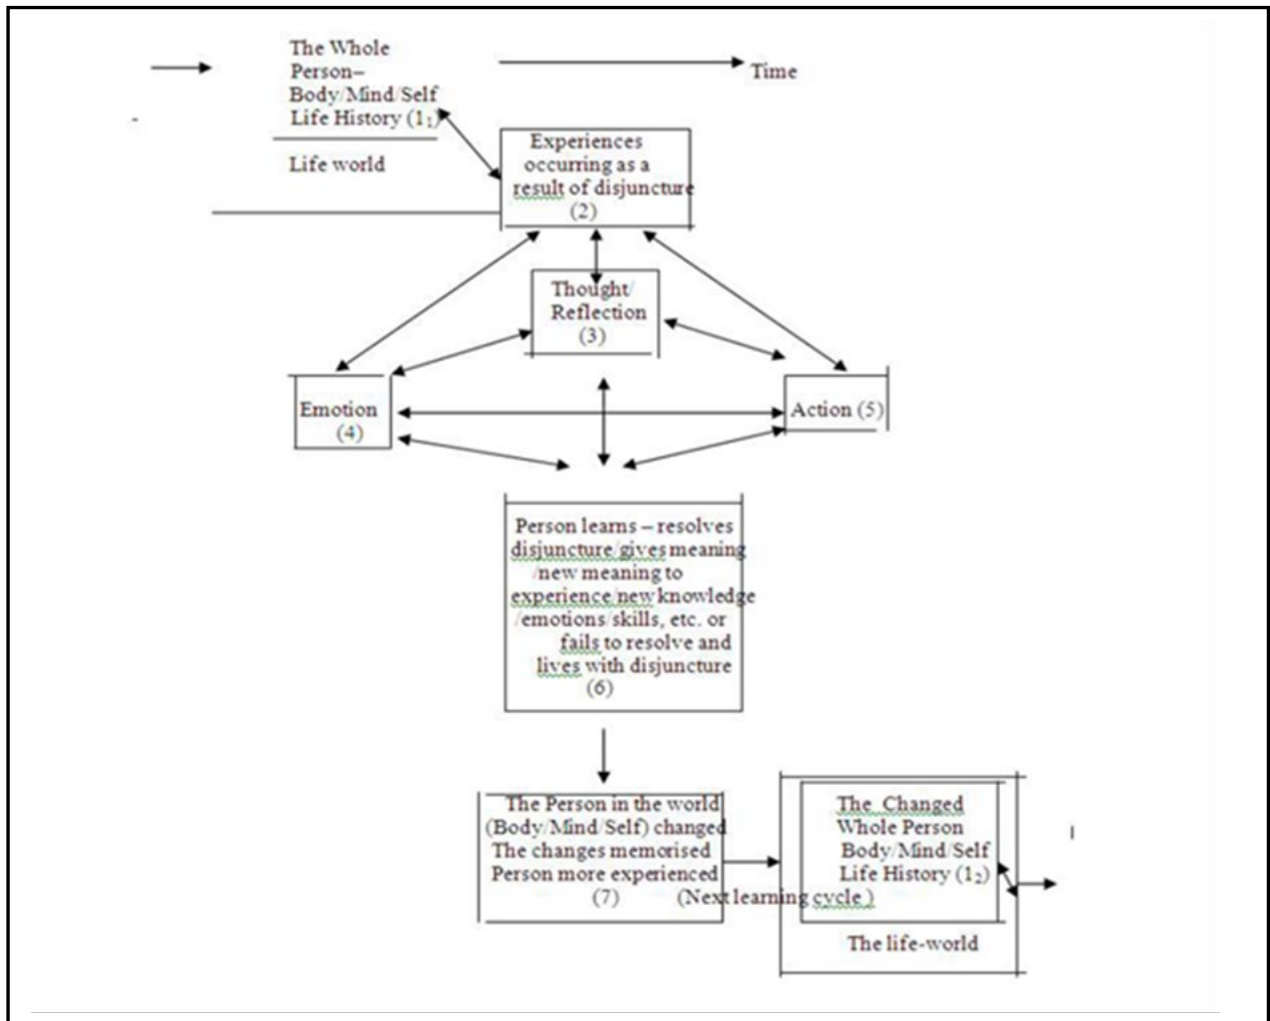 The Whole
Person–
Body/Mind/Self
Life History (1₁)
Life world
Time
Experiences
occurring as a
result of disjuncture
(2)
Thought/
Reflection
(3)
Emotion
(4)
Action (5)
Person learns – resolves
disjuncture/gives meaning
/new meaning to
experience/new knowledge
/emotions/skills, etc. or
fails to resolve and
lives with disjuncture
(6)
The Person in the world
(Body/Mind/Self) changed
The changes memorised
Person more experienced
(7) (Next learning cycle )
The Changed
Whole Person
Body/Mind/Self
Life History (1₂)
The life-world